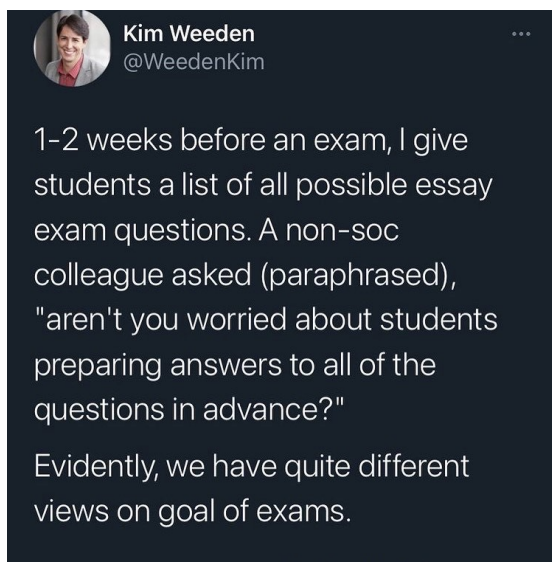 Kim Weeden
@WeedenKim
1-2 weeks before an exam, I give
students a list of all possible essay
exam questions. A non-soc
colleague asked (paraphrased),
"aren't you worried about students
preparing answers to all of the
questions in advance?"
Evidently, we have quite different
views on goal of exams.